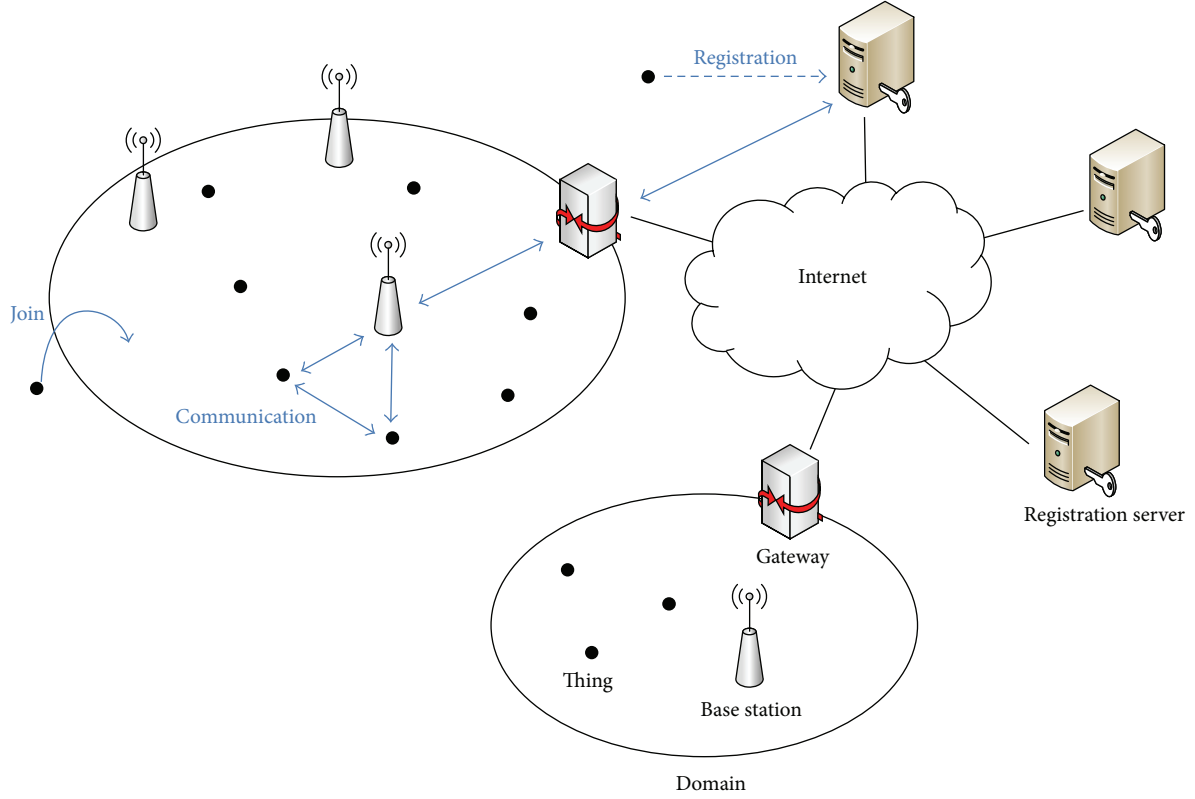 Registration
Internet
Join
Communication
Registration server
Gateway
Thing
Base station
Domain